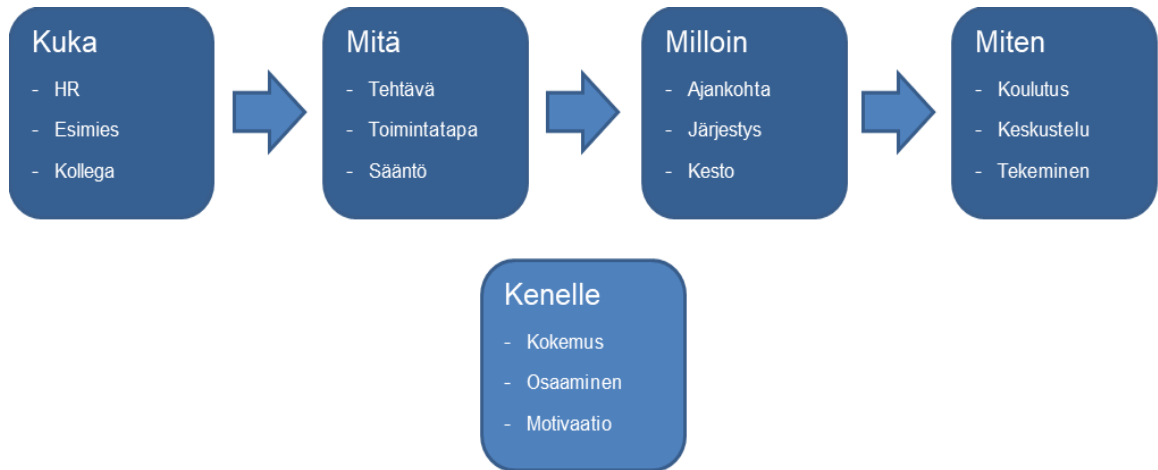 Kuka
- HR
- Esimies
- Kollega
Mitä
- Tehtävä
- Toimintatapa
- Sääntö
Milloin
- Ajankohta
- Järjestys
- Kesto
Miten
- Koulutus
- Keskustelu
- Tekeminen
Kenelle
- Kokemus
- Osaaminen
- Motivaatio